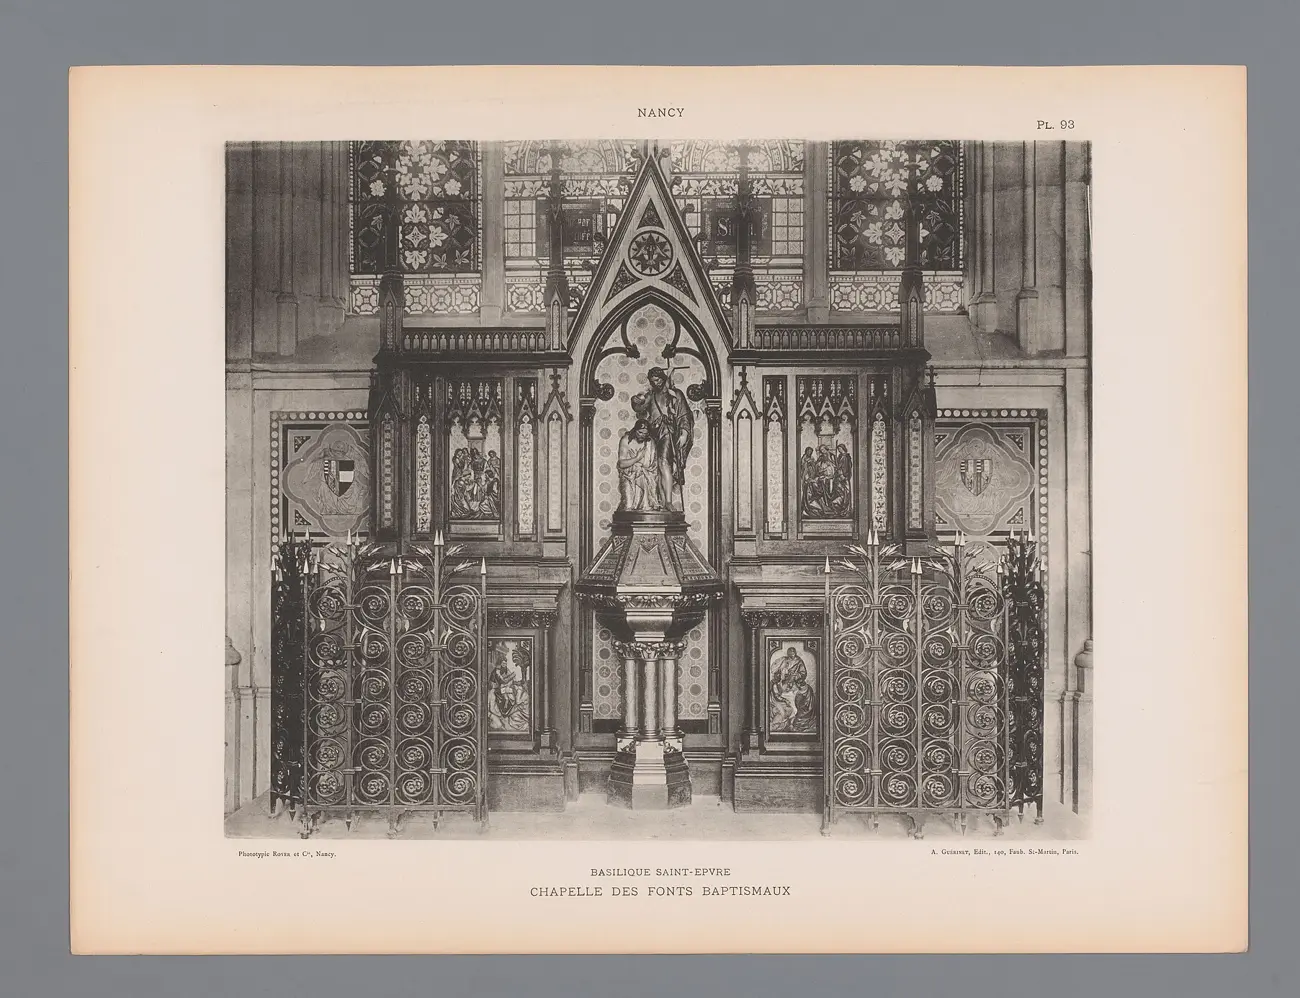 NANCY
PL. 93
Phototypie ROYER et Cie, Nancy.
A. GUÉRINET, Edit., 140, Faub. St-Martin, Paris.
BASILIQUE SAINT-EPVRE
CHAPELLE DES FONTS BAPTISMAUX